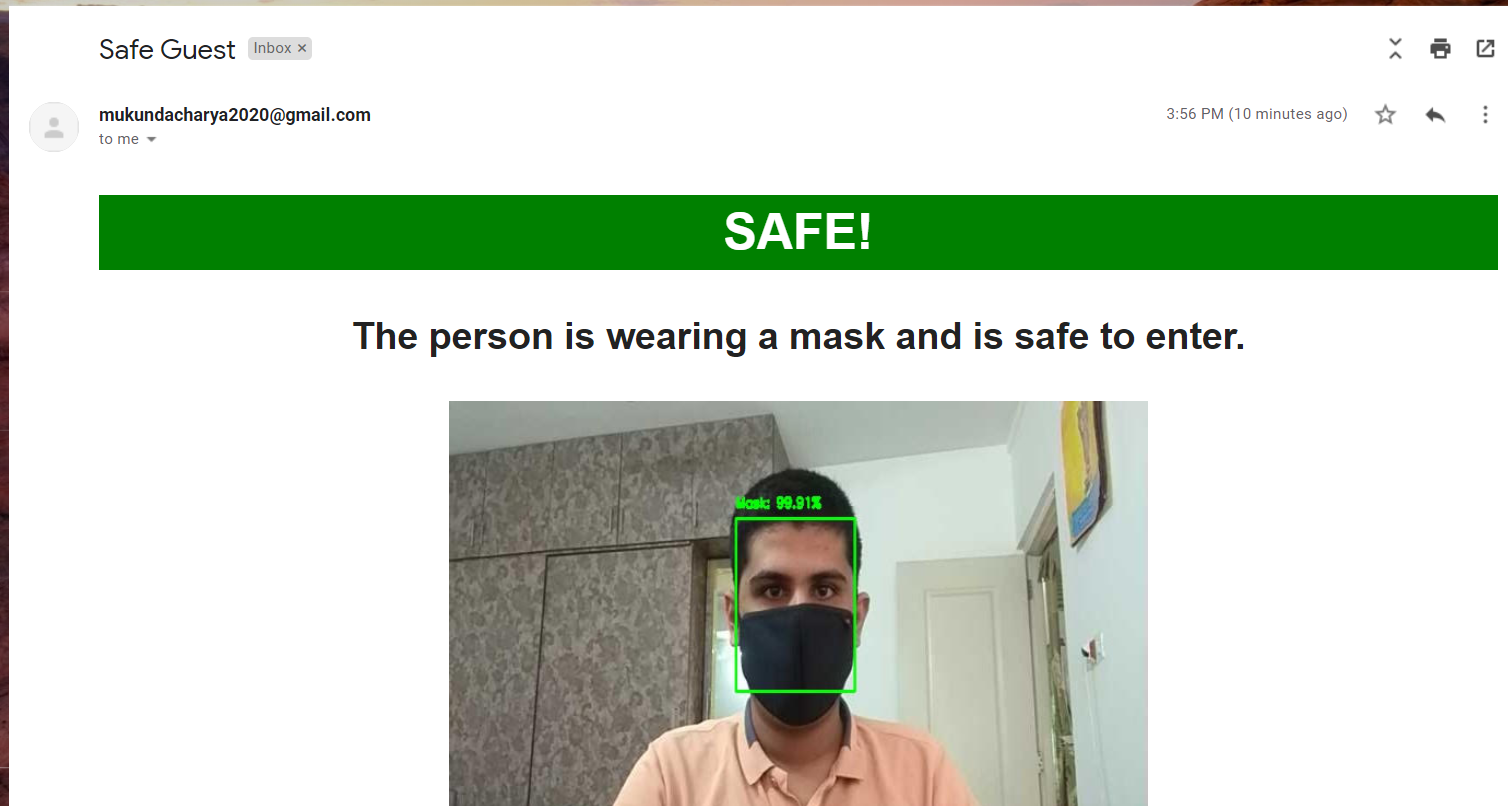 Safe Guest Inbox ×
mukundacharya2020@gmail.com 3:56 PM (10 minutes ago)
to me
SAFE!
The person is wearing a mask and is safe to enter.
Mask: 99.91%